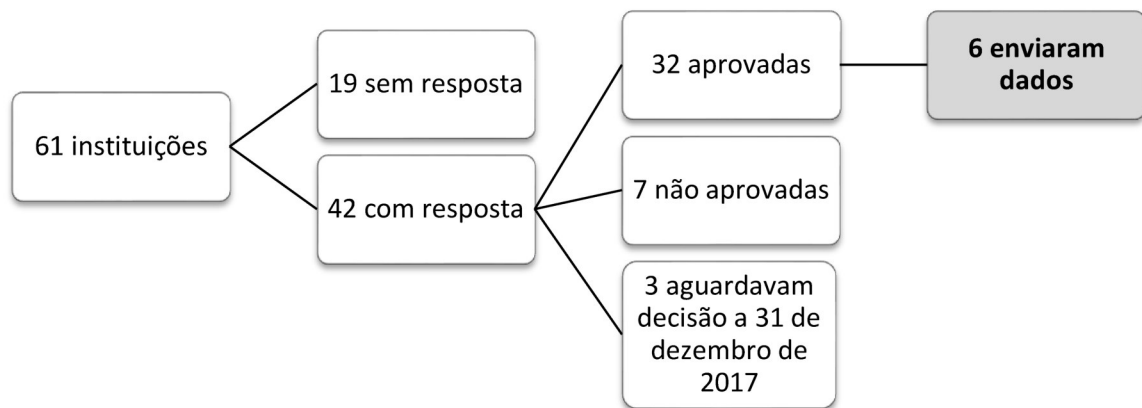 61 instituições
19 sem resposta
42 com resposta
32 aprovadas
7 não aprovadas
3 aguardavam
decisão a 31 de
dezembro de
2017
6 enviaram
dados